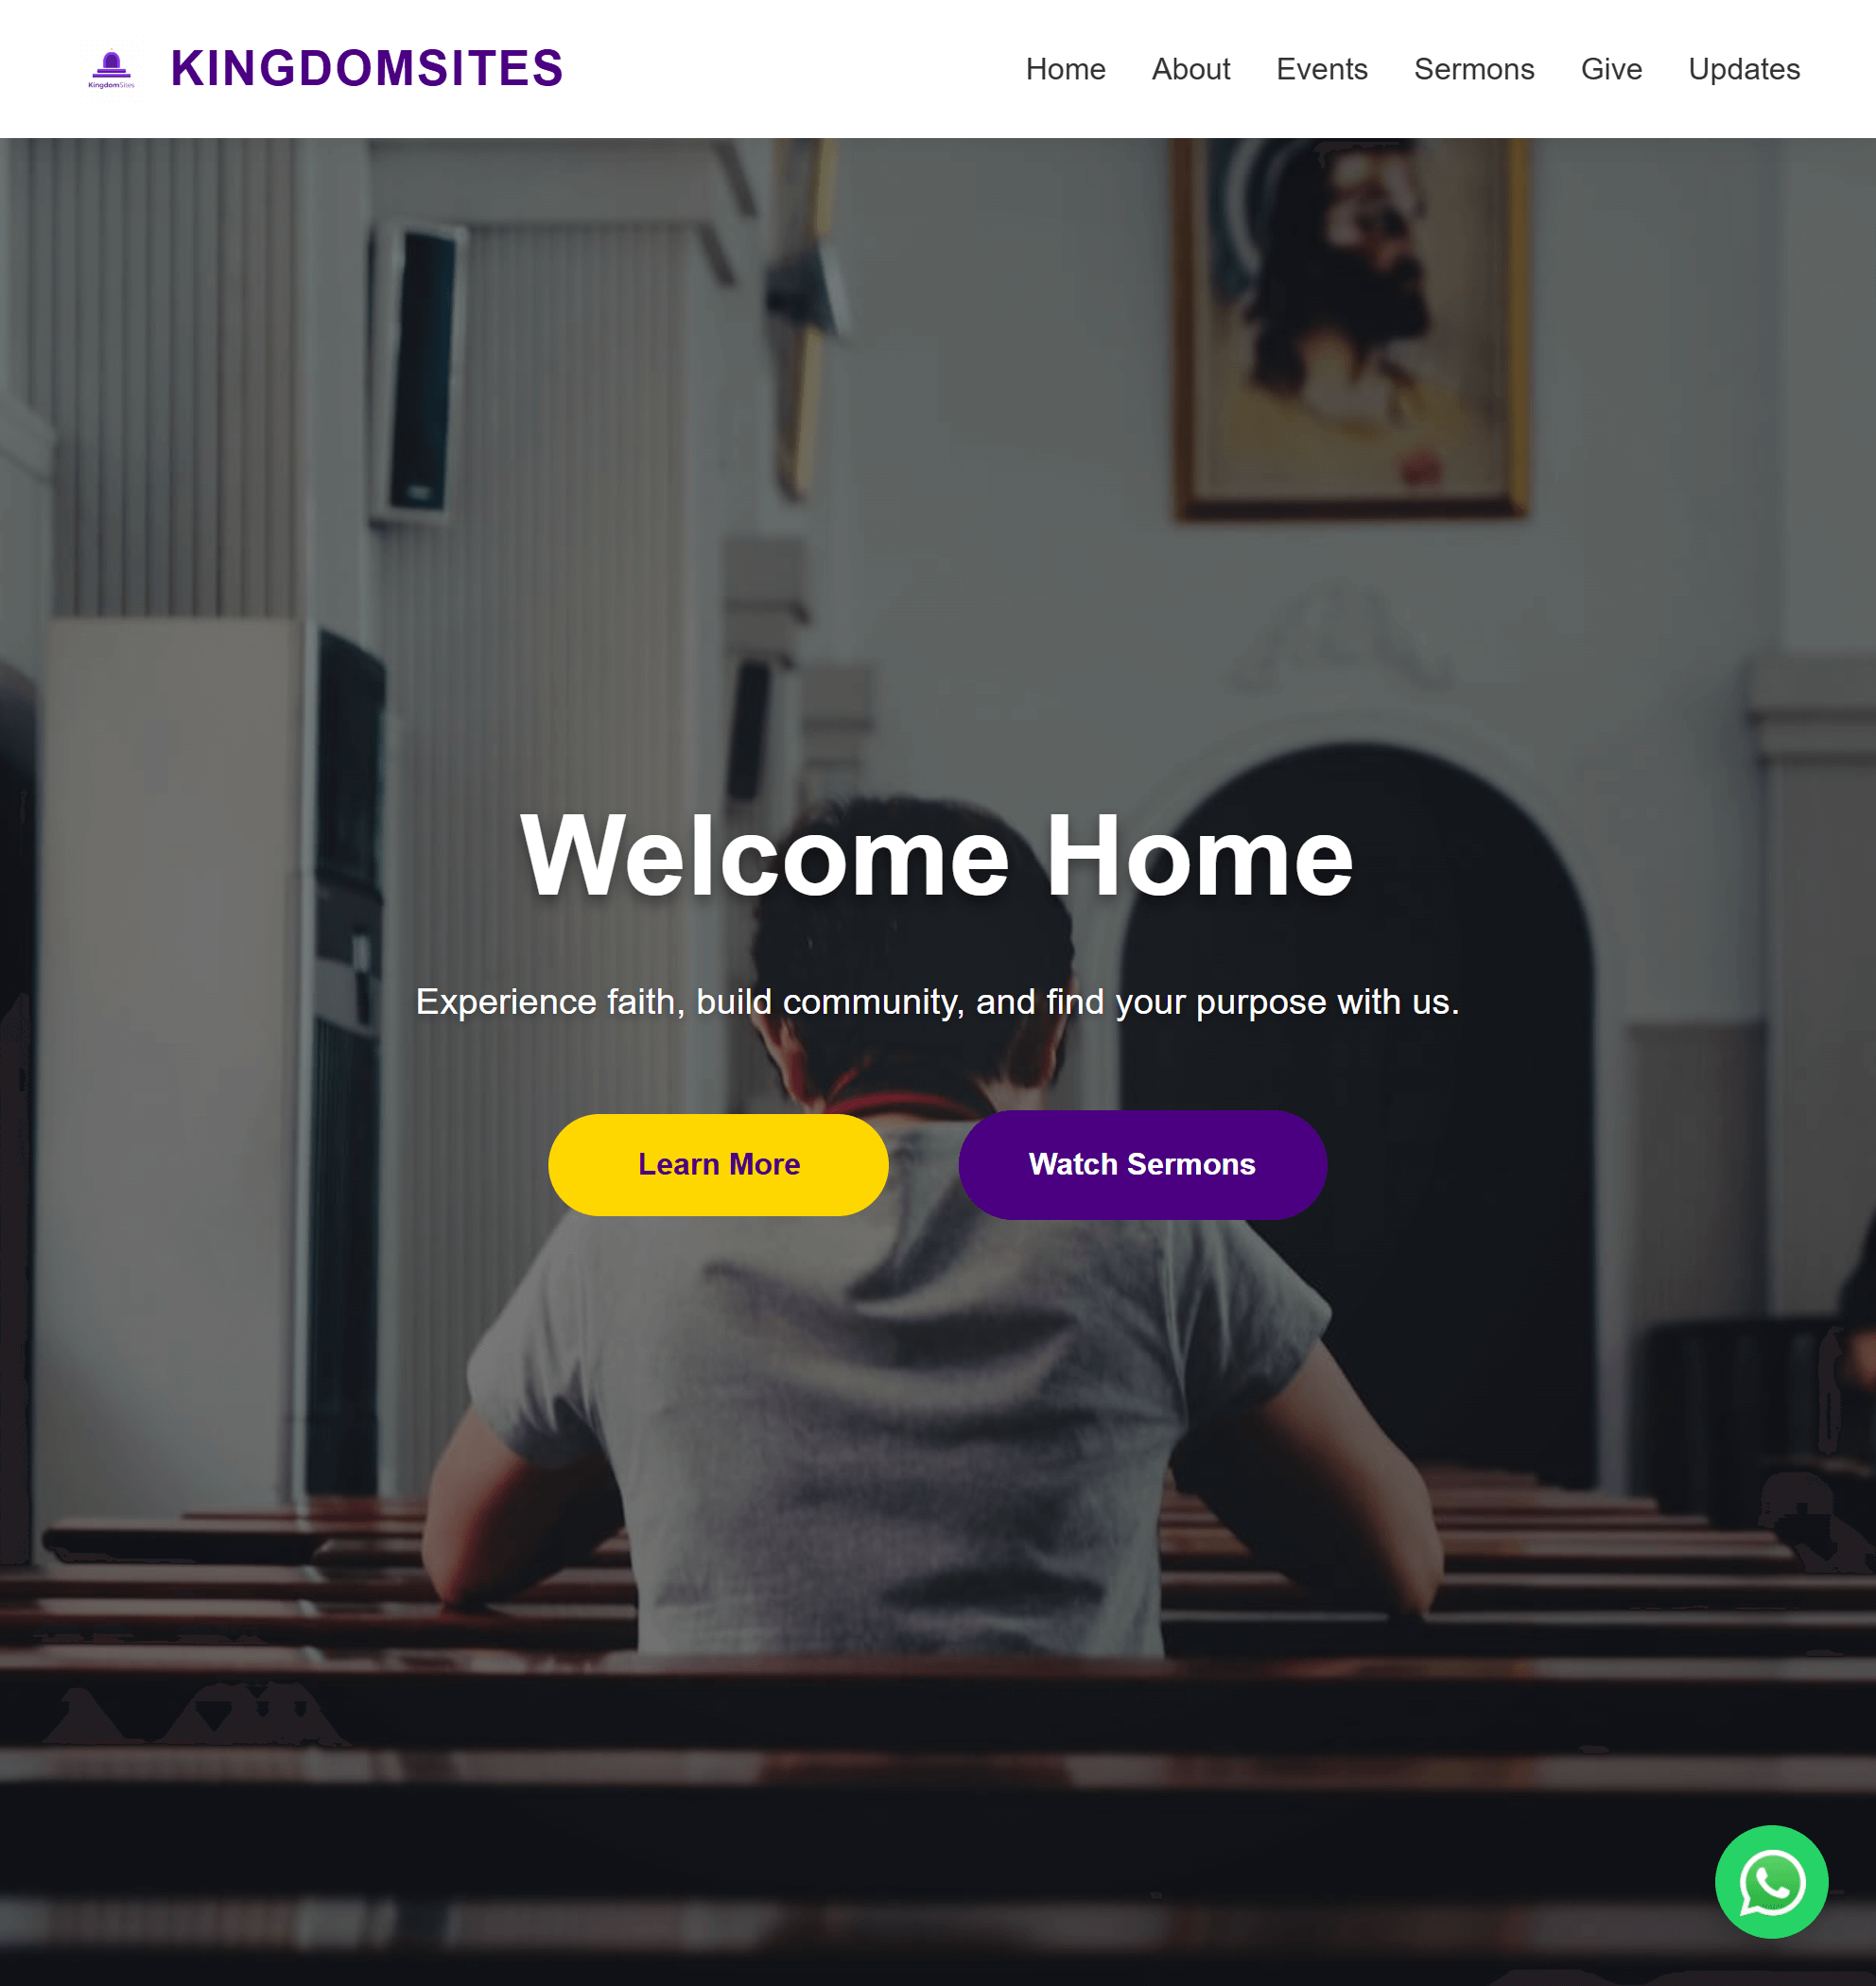 KingdomSites
KINGDOMSITES
Home About Events Sermons Give Updates
Welcome Home
Experience faith, build community, and find your purpose with us.
Learn More Watch Sermons